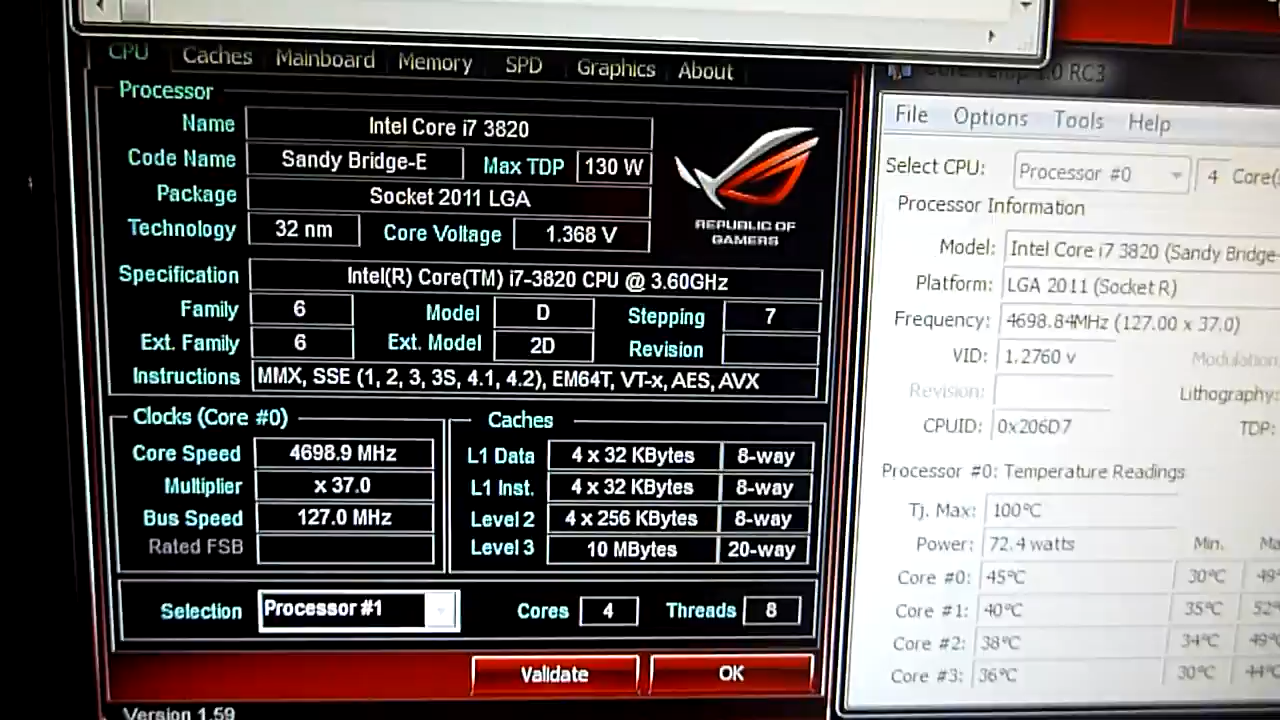 CPU Caches Mainboard Memory SPD Graphics About
Processor
Name Intel Core i7 3820
Code Name Sandy Bridge-E Max TDP 130 W
Package Socket 2011 LGA
Technology 32 nm Core Voltage 1.368 V
REPUBLIC OF
GAMERS
Specification Intel(R) Core(TM) i7-3820 CPU @ 3.60GHz
Family 6 Model D Stepping 7
Ext. Family 6 Ext. Model 2D Revision
Instructions MMX, SSE (1, 2, 3, 3S, 4.1, 4.2), EM64T, VT-x, AES, AVX
Clocks (Core #0)
Core Speed 4698.9 MHz
Multiplier x 37.0
Bus Speed 127.0 MHz
Rated FSB
Caches
L1 Data 4 x 32 KBytes 8-way
L1 Inst. 4 x 32 KBytes 8-way
Level 2 4 x 256 KBytes 8-way
Level 3 10 MBytes 20-way
Selection Processor #1 Cores 4 Threads 8
Validate OK
Version 1.59
RC3
File Options Tools Help
Select CPU: Processor #0 4 Core(
Processor Information
Model: Intel Core i7 3820 (Sandy Bridge-
Platform: LGA 2011 (Socket R)
Frequency: 4698.84MHz (127.00 x 37.0)
VID: 1.2760 v Modulation
Revision: Lithography:
CPUID: 0x206D7 TDP:
Processor #0: Temperature Readings
Tj. Max: 100°C
Power: 72.4 watts Min. Ma
Core #0: 45°C 30°C 49°
Core #1: 40°C 35°C 52°
Core #2: 38°C 34°C 49°
Core #3: 36°C 30°C 44°